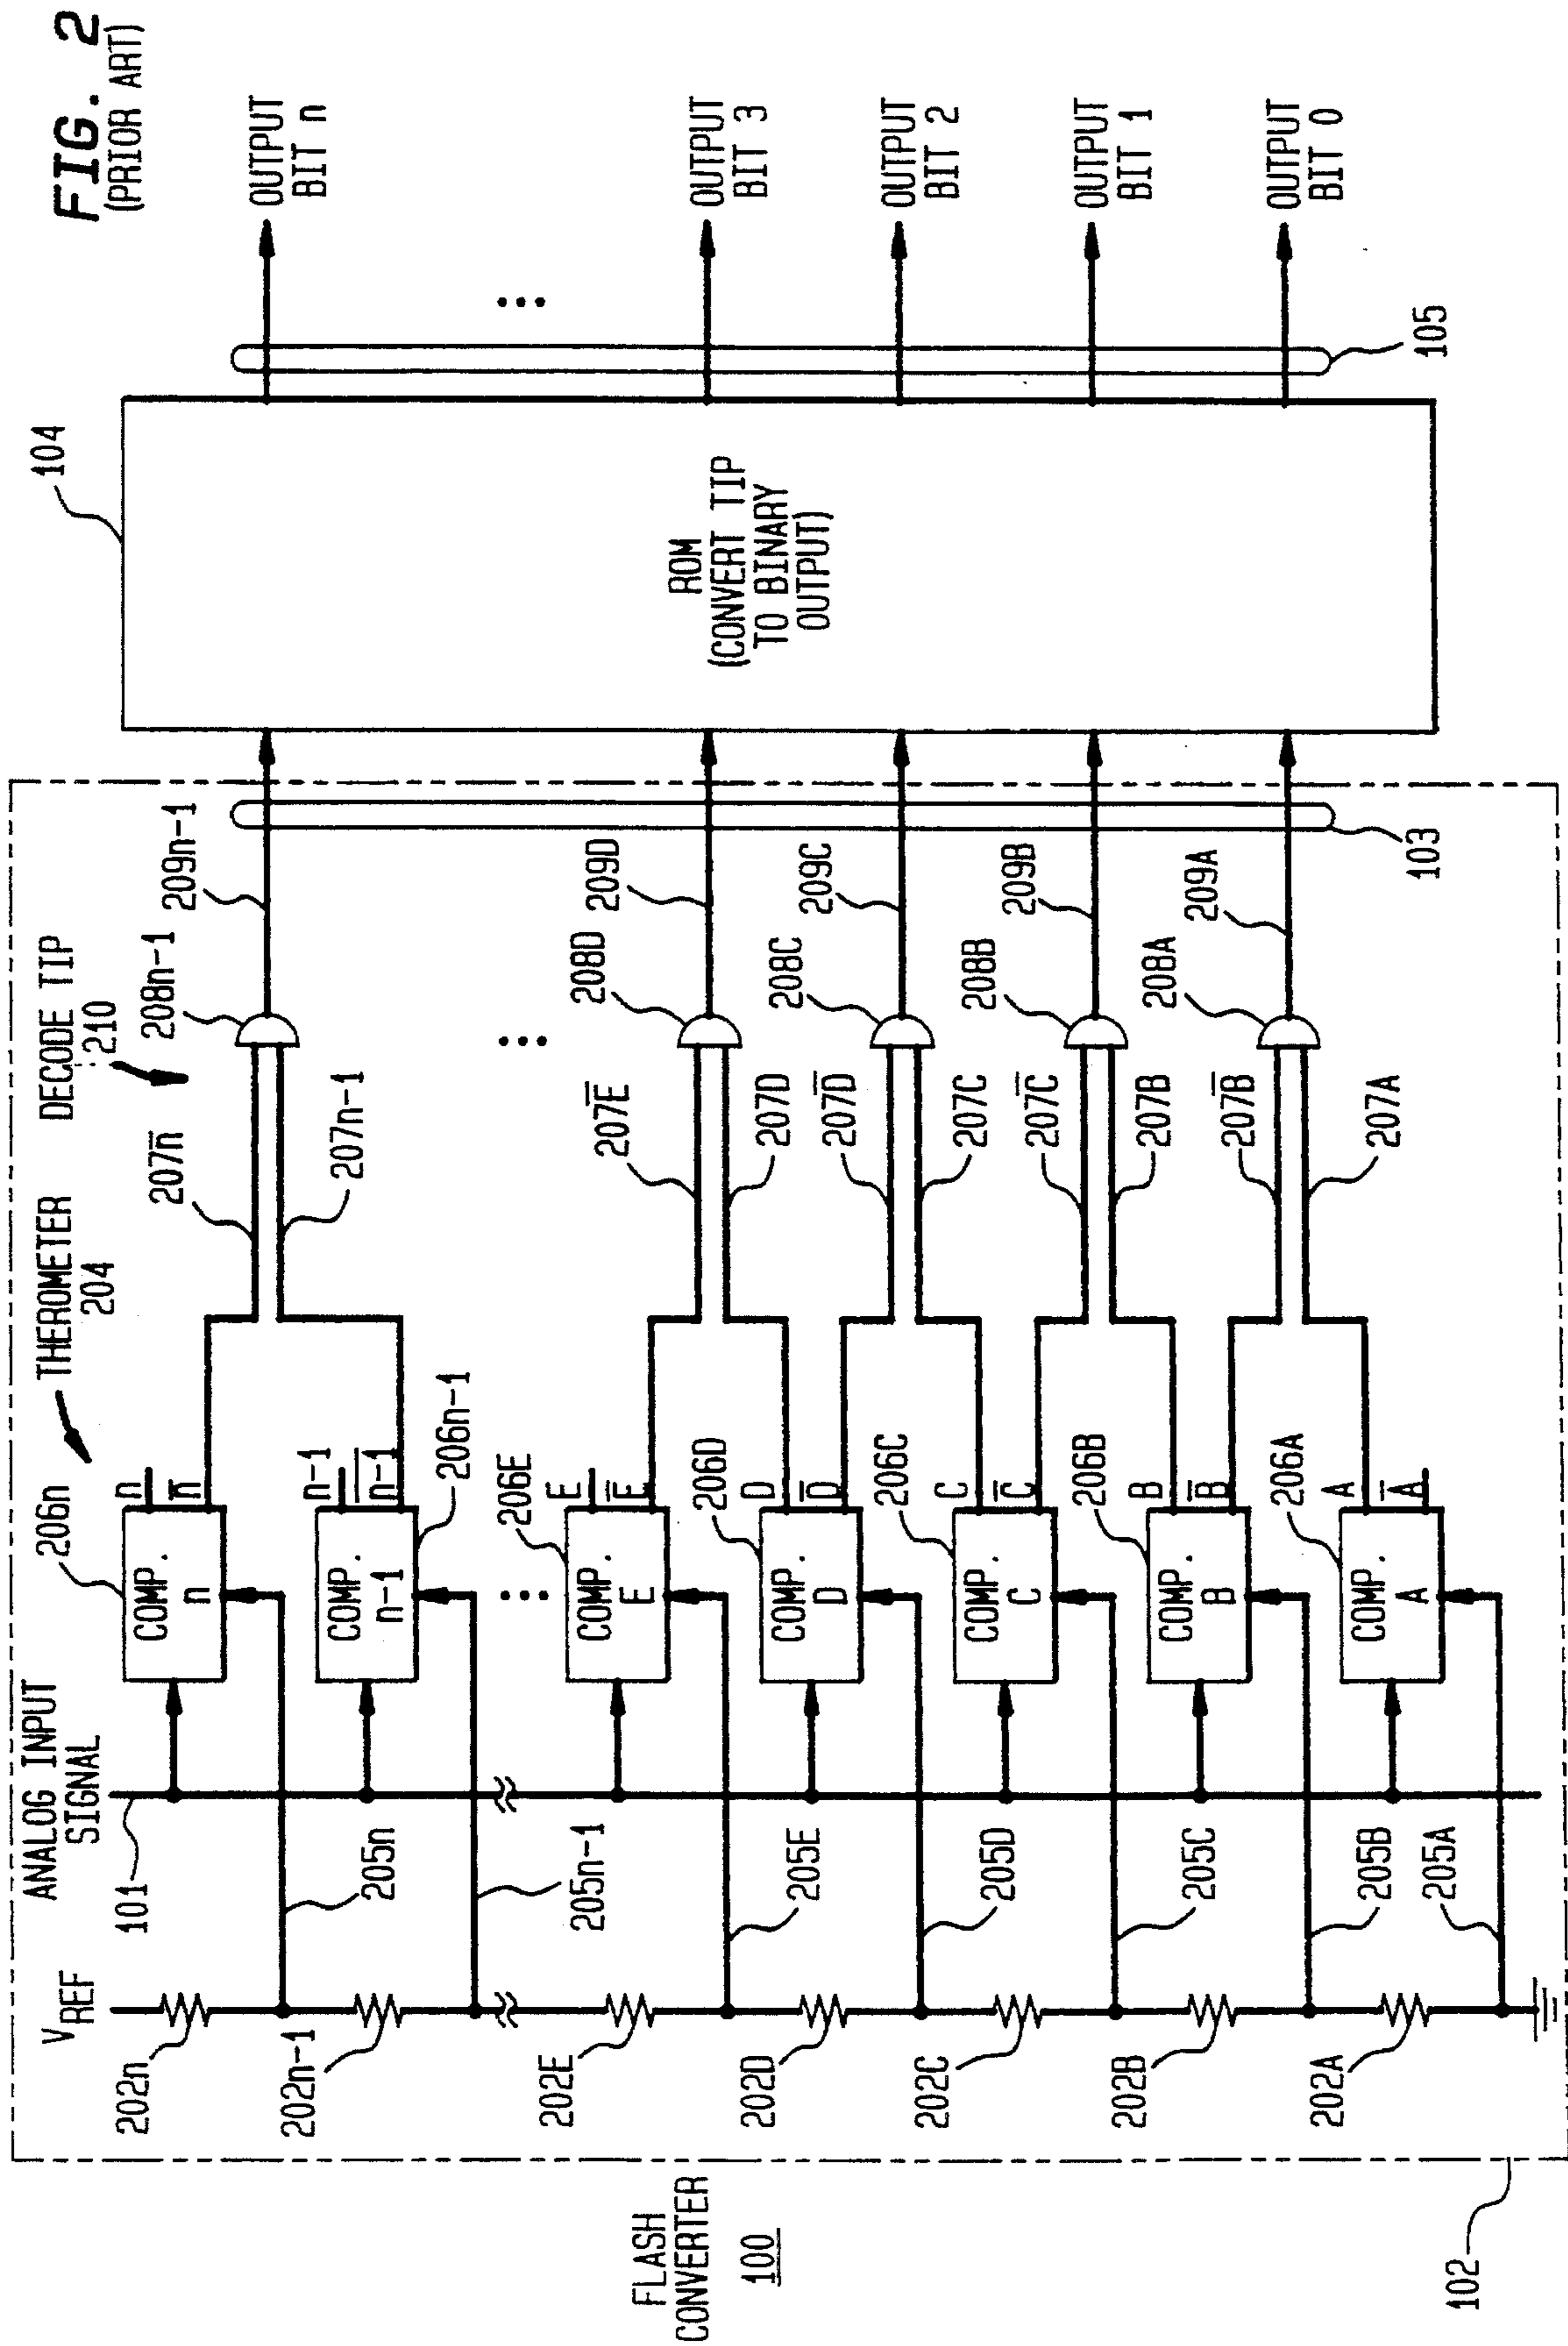 FIG. 2
(PRIOR ART)
FLASH
CONVERTER
100
102
VREF
ANALOG INPUT
SIGNAL
101
THEROMETER
204
DECODE TIP
210
104
202n
202n-1
202E
202D
202C
202B
202A
205n
205n-1
205E
205D
205C
205B
205A
206n
COMP.
n
n
n̅
COMP.
n-1
n-1
n̅-̅1̅
206n-1
206E
COMP.
E
E
E̅
206D
COMP.
D
D
D̅
206C
COMP.
C
C
C̅
206B
COMP.
B
B
B̅
206A
COMP.
A
A
A̅
207n̅
207n-1
207E̅
207D
207D̅
207C
207C̅
207B
207B̅
207A
208n-1
208D
208C
208B
208A
209n-1
209D
209C
209B
209A
103
ROM
(CONVERT TIP
TO BINARY
OUTPUT)
105
OUTPUT
BIT n
OUTPUT
BIT 3
OUTPUT
BIT 2
OUTPUT
BIT 1
OUTPUT
BIT 0